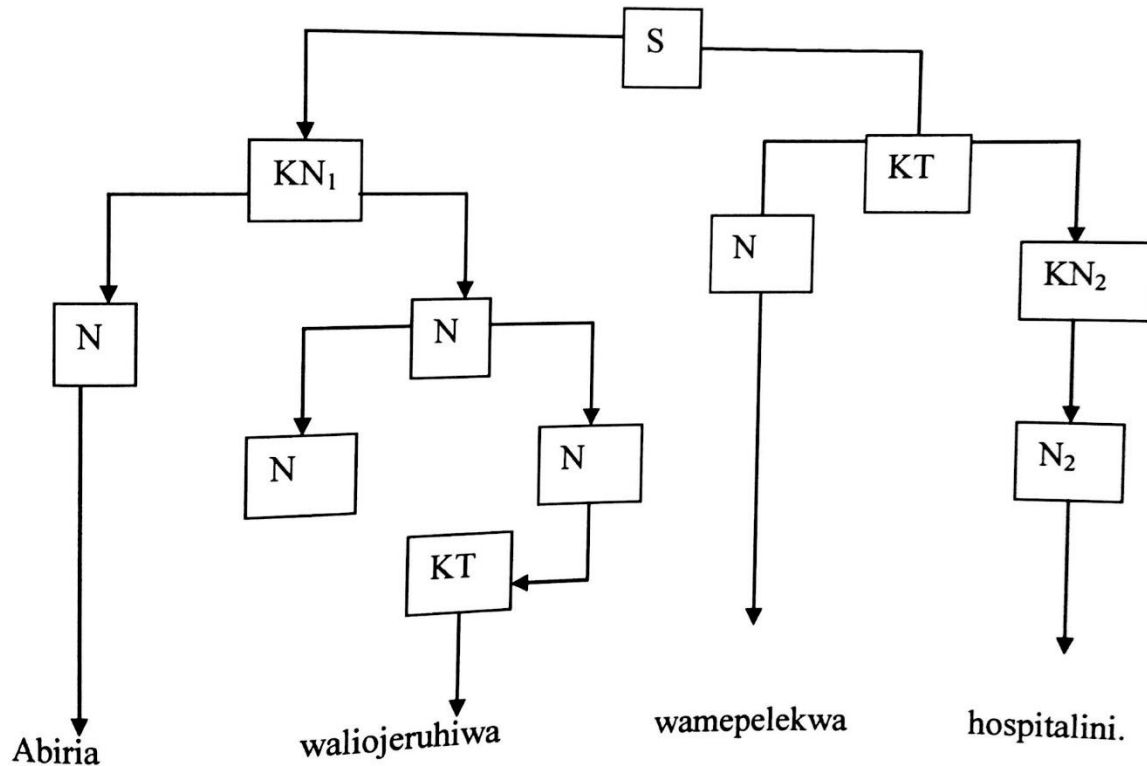 S
KN₁
KT
N
KN₂
N
N
N
N
N₂
KT
Abiria waliojeruhiwa wamepelekwa hospitalini.